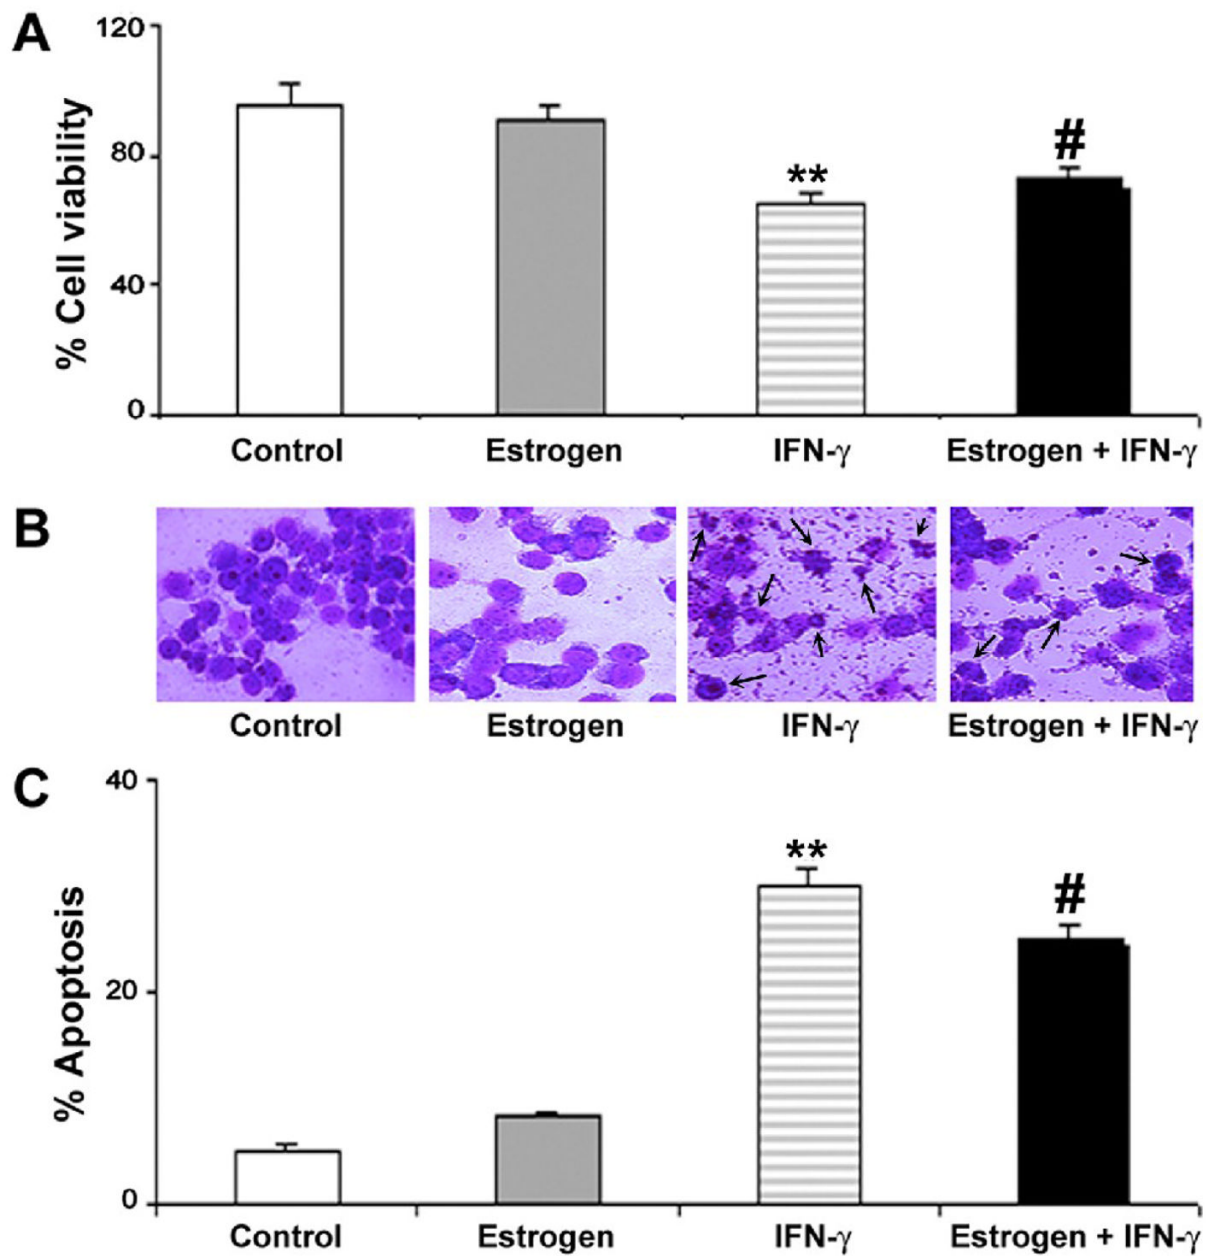 A
120
80
40
0
% Cell viability
**
#
Control Estrogen IFN-γ Estrogen + IFN-γ
B
Control Estrogen IFN-γ Estrogen + IFN-γ
C
40
20
0
% Apoptosis
**
#
Control Estrogen IFN-γ Estrogen + IFN-γ